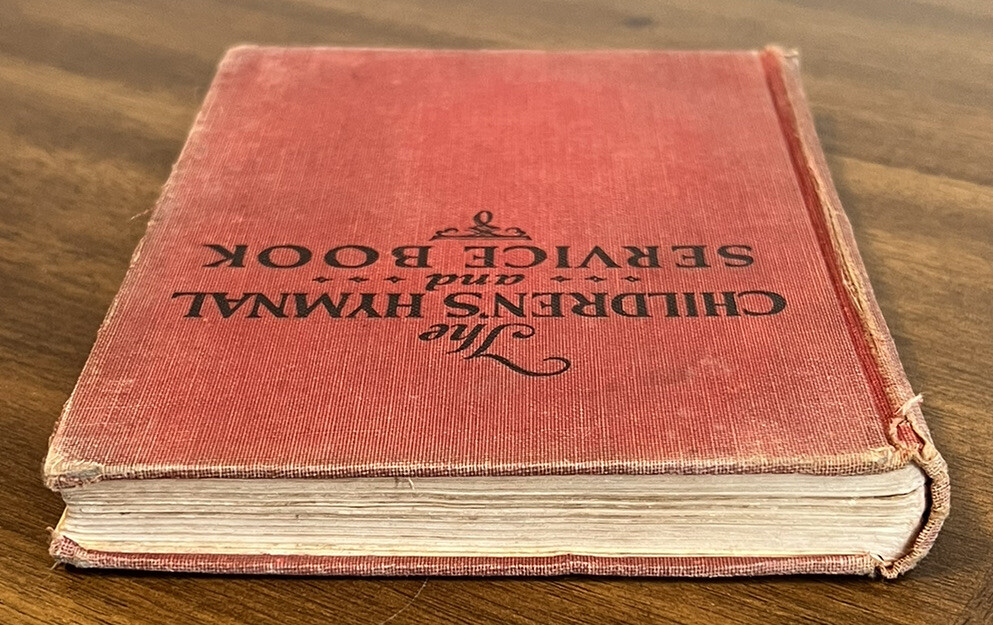 The
CHILDREN'S HYMNAL
and
SERVICE BOOK